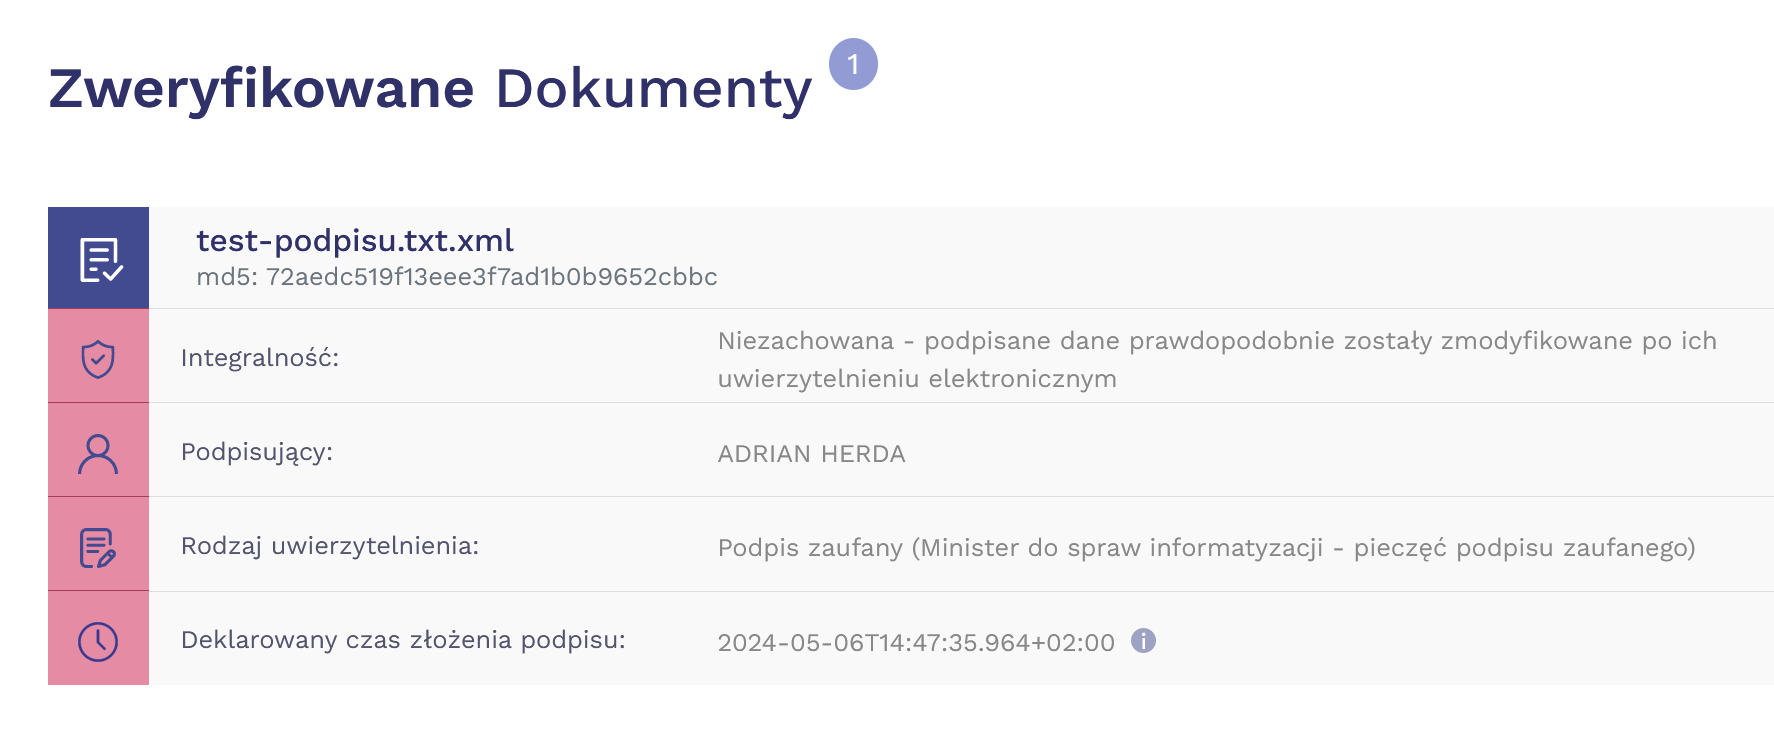 Zweryfikowane Dokumenty 1
test-podpisu.txt.xml
md5: 72aedc519f13eee3f7ad1b0b9652cbbc
Integralność: Niezachowana - podpisane dane prawdopodobnie zostały zmodyfikowane po ich
uwierzytelnieniu elektronicznym
Podpisujący: ADRIAN HERDA
Rodzaj uwierzytelnienia: Podpis zaufany (Minister do spraw informatyzacji - pieczęć podpisu zaufanego)
Deklarowany czas złożenia podpisu: 2024-05-06T14:47:35.964+02:00 i